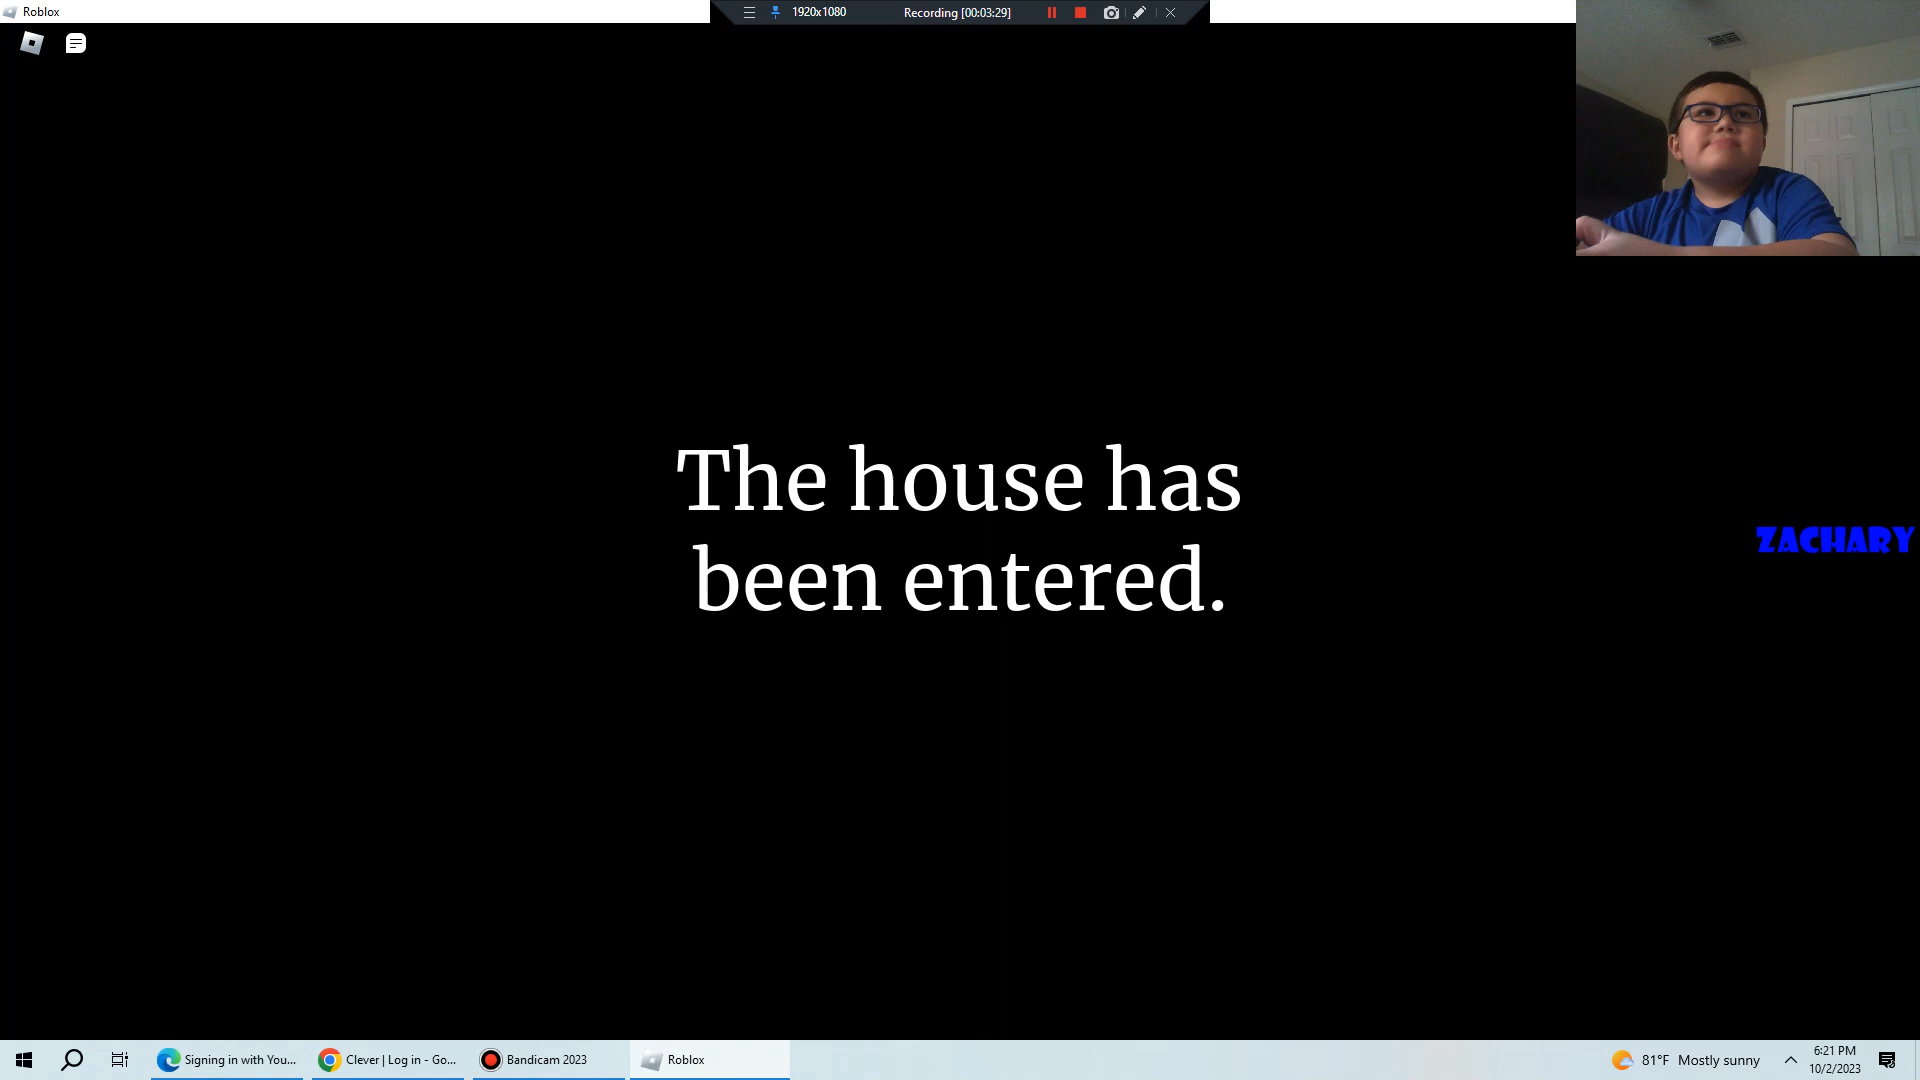 Roblox
1920x1080
Recording [00:03:29]
The house has
been entered.
ZACHARY
Signing in with You...
Clever | Log in - Go...
Bandicam 2023
Roblox
81°F Mostly sunny
6:21 PM
10/2/2023